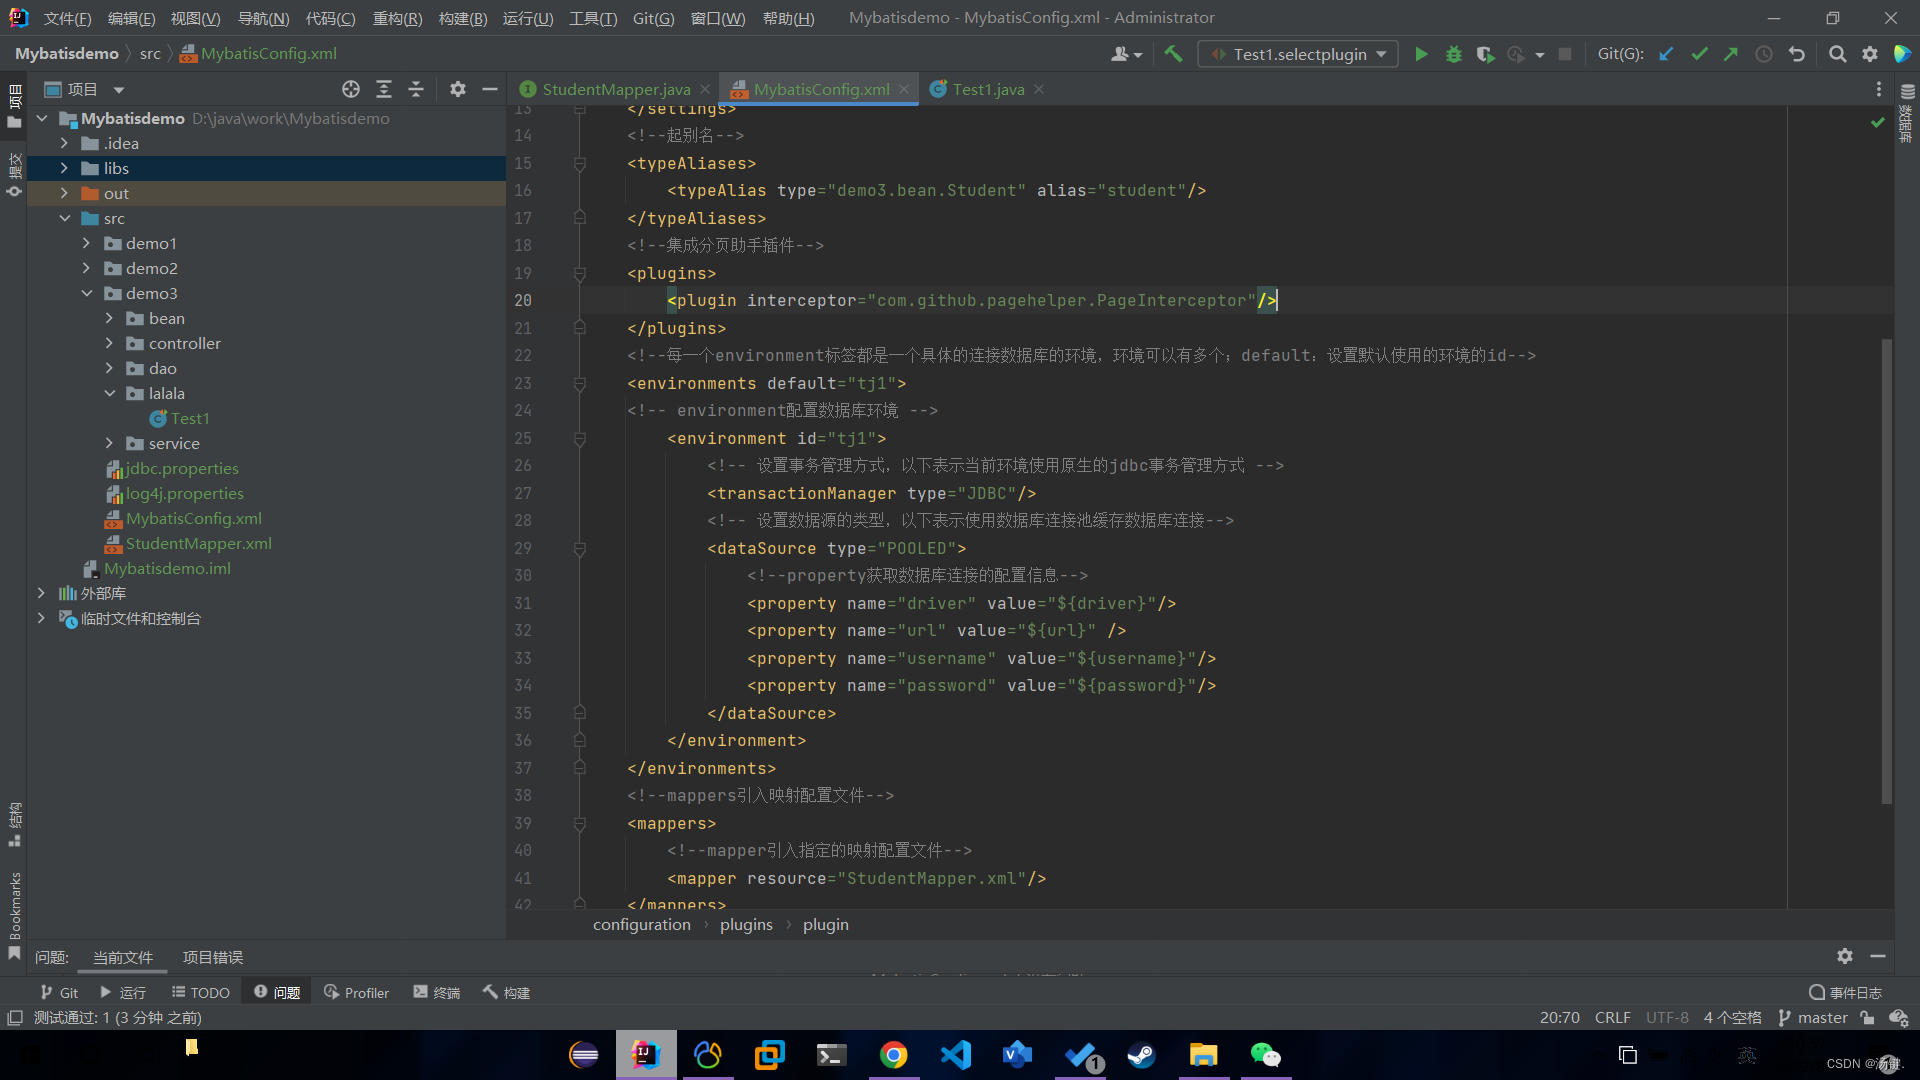 文件(F) 编辑(E) 视图(V) 导航(N) 代码(C) 重构(R) 构建(B) 运行(U) 工具(T) Git(G) 窗口(W) 帮助(H) Mybatisdemo - MybatisConfig.xml - Administrator
Mybatisdemo src MybatisConfig.xml Test1.selectplugin Git(G):
项目 StudentMapper.java MybatisConfig.xml Test1.java
项目
提交
结构
Bookmarks
数据库
Mybatisdemo D:\java\work\Mybatisdemo
.idea
libs
out
src
demo1
demo2
demo3
bean
controller
dao
lalala
Test1
service
jdbc.properties
log4j.properties
MybatisConfig.xml
StudentMapper.xml
Mybatisdemo.iml
外部库
临时文件和控制台
13 </settings>
14 <!--起别名-->
15 <typeAliases>
16 <typeAlias type="demo3.bean.Student" alias="student"/>
17 </typeAliases>
18 <!--集成分页助手插件-->
19 <plugins>
20 <plugin interceptor="com.github.pagehelper.PageInterceptor"/>
21 </plugins>
22 <!--每一个environment标签都是一个具体的连接数据库的环境，环境可以有多个；default：设置默认使用的环境的id-->
23 <environments default="tj1">
24 <!-- environment配置数据库环境 -->
25 <environment id="tj1">
26 <!-- 设置事务管理方式，以下表示当前环境使用原生的jdbc事务管理方式 -->
27 <transactionManager type="JDBC"/>
28 <!-- 设置数据源的类型，以下表示使用数据库连接池缓存数据库连接-->
29 <dataSource type="POOLED">
30 <!--property获取数据库连接的配置信息-->
31 <property name="driver" value="${driver}"/>
32 <property name="url" value="${url}" />
33 <property name="username" value="${username}"/>
34 <property name="password" value="${password}"/>
35 </dataSource>
36 </environment>
37 </environments>
38 <!--mappers引入映射配置文件-->
39 <mappers>
40 <!--mapper引入指定的映射配置文件-->
41 <mapper resource="StudentMapper.xml"/>
42 </mappers>
configuration plugins plugin
问题: 当前文件 项目错误
Git 运行 TODO 问题 Profiler 终端 构建 事件日志
测试通过: 1 (3 分钟 之前) 20:70 CRLF UTF-8 4 个空格 master
1 英
CSDN @汤键.